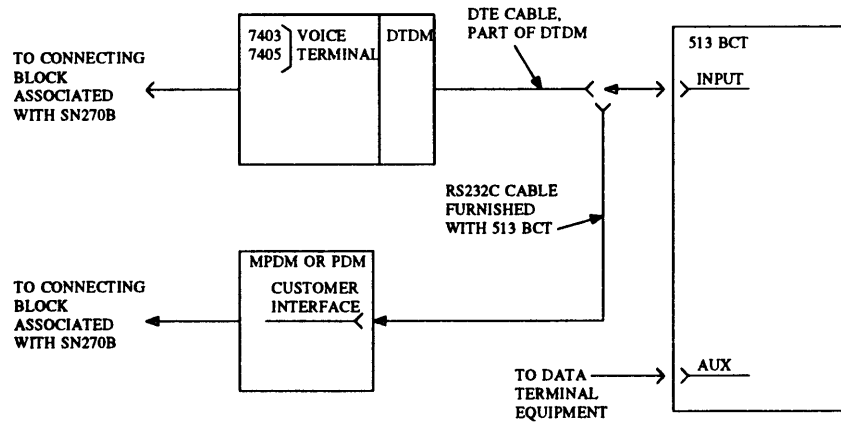 DTE CABLE,
PART OF DTDM
7403 VOICE
7405 TERMINAL
DTDM
513 BCT
INPUT
TO CONNECTING
BLOCK
ASSOCIATED
WITH SN270B
RS232C CABLE
FURNISHED
WITH 513 BCT
MPDM OR PDM
CUSTOMER
INTERFACE
TO CONNECTING
BLOCK
ASSOCIATED
WITH SN270B
AUX
TO DATA
TERMINAL
EQUIPMENT